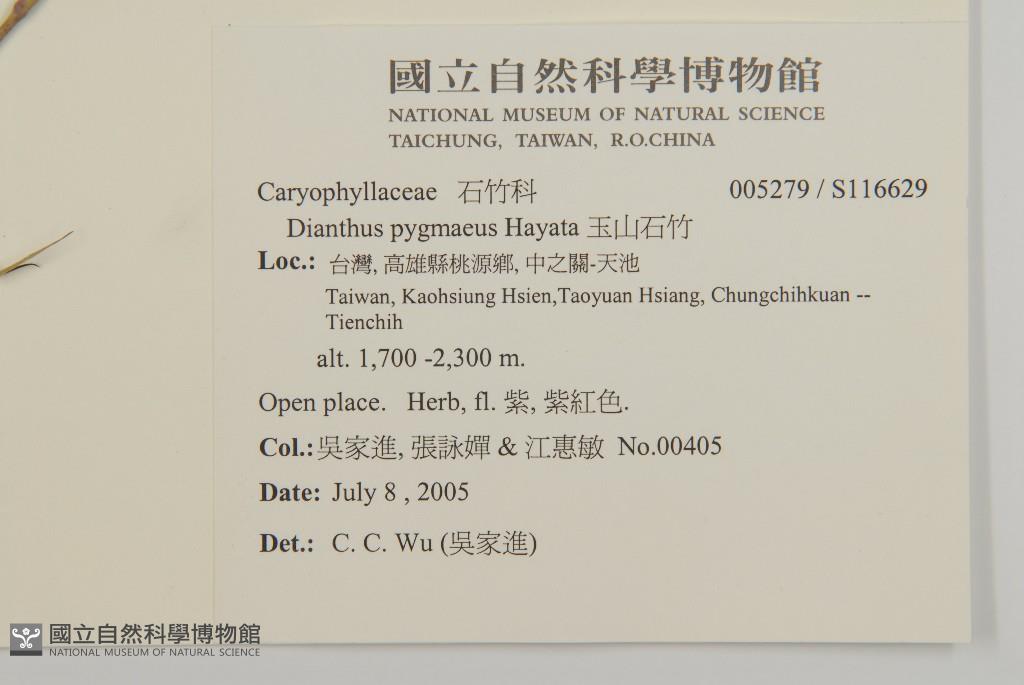 國立自然科學博物館
NATIONAL MUSEUM OF NATURAL SCIENCE
TAICHUNG, TAIWAN, R.O.CHINA
Caryophyllaceae 石竹科 005279 / S116629
Dianthus pygmaeus Hayata 玉山石竹
Loc.: 台灣, 高雄縣桃源鄉, 中之關-天池
Taiwan, Kaohsiung Hsien,Taoyuan Hsiang, Chungchihkuan --
Tienchih
alt. 1,700 -2,300 m.
Open place. Herb, fl. 紫, 紫紅色.
Col.: 吳家進, 張詠嬋 & 江惠敏 No.00405
Date: July 8 , 2005
Det.: C. C. Wu (吳家進)
國立自然科學博物館
NATIONAL MUSEUM OF NATURAL SCIENCE